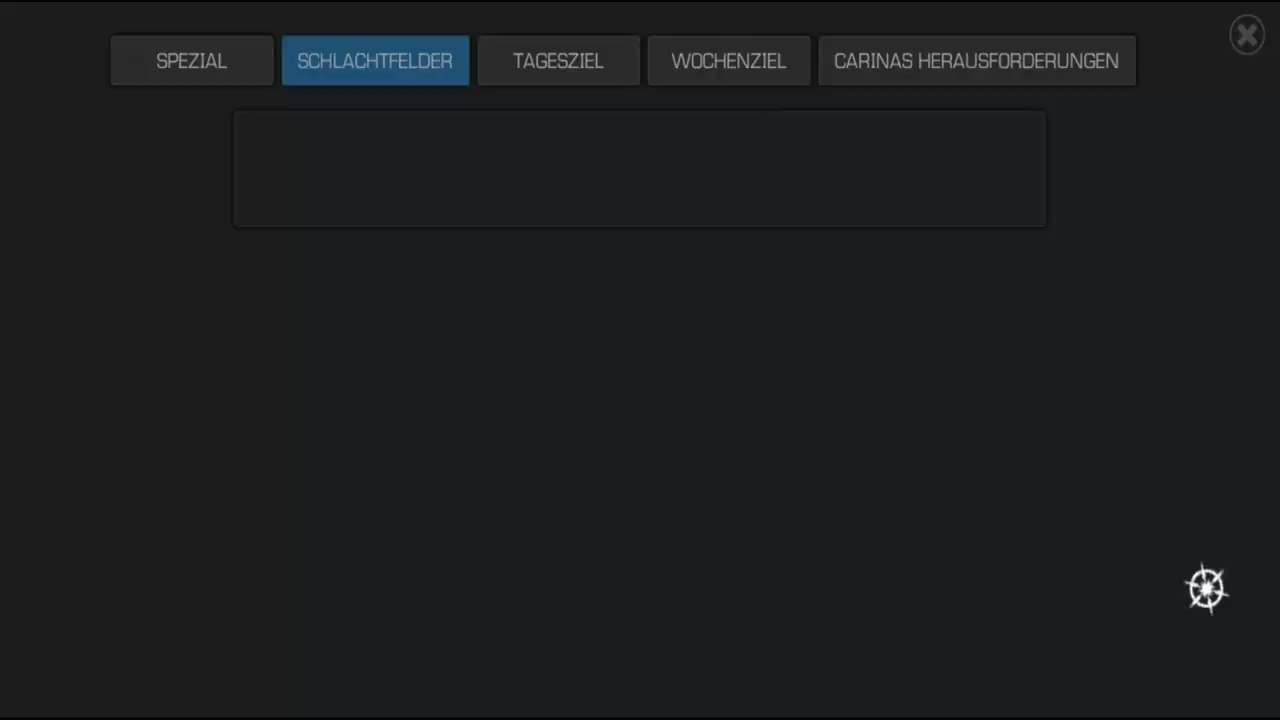 SPEZIAL
SCHLACHTFELDER
TAGESZIEL
WOCHENZIEL
CARINAS HERAUSFORDERUNGEN